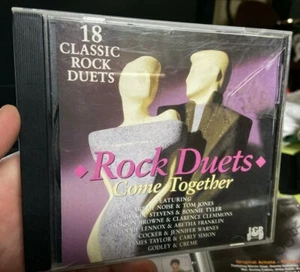 18
CLASSIC
ROCK
DUETS
Rock Duets
Come Together
FEATURING
NOISE & TOM JONES
STEVENS & BONNIE TYLER
BROWNE & CLARENCE CLEMMONS
LENNOX & ARETHA FRANKLIN
COCKER & JENNIFER WARNES
JAMES TAYLOR & CARLY SIMON
GODLEY & CREME